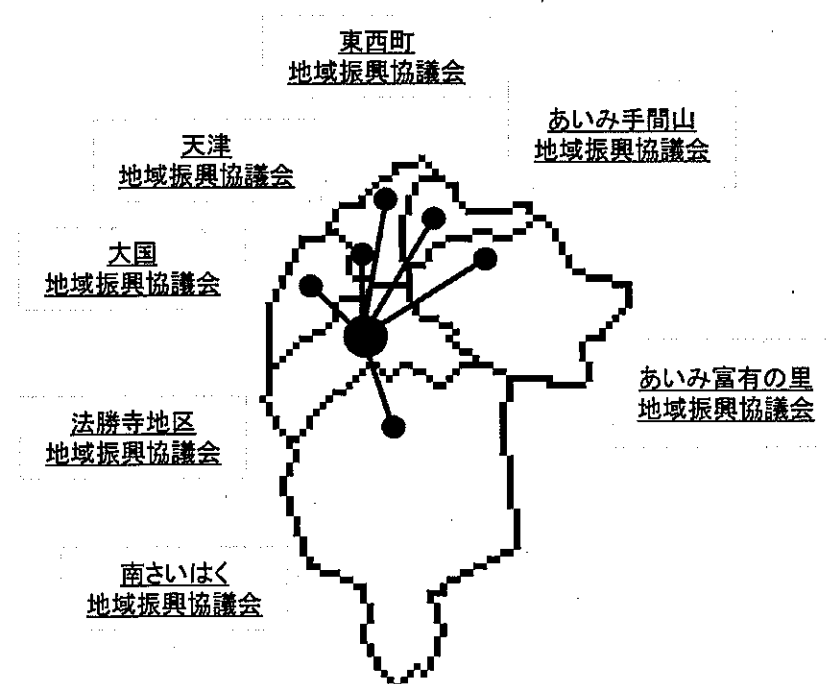 東西町
地域振興協議会
あいみ手間山
地域振興協議会
天津
地域振興協議会
大国
地域振興協議会
あいみ富有の里
地域振興協議会
法勝寺地区
地域振興協議会
南さいはく
地域振興協議会